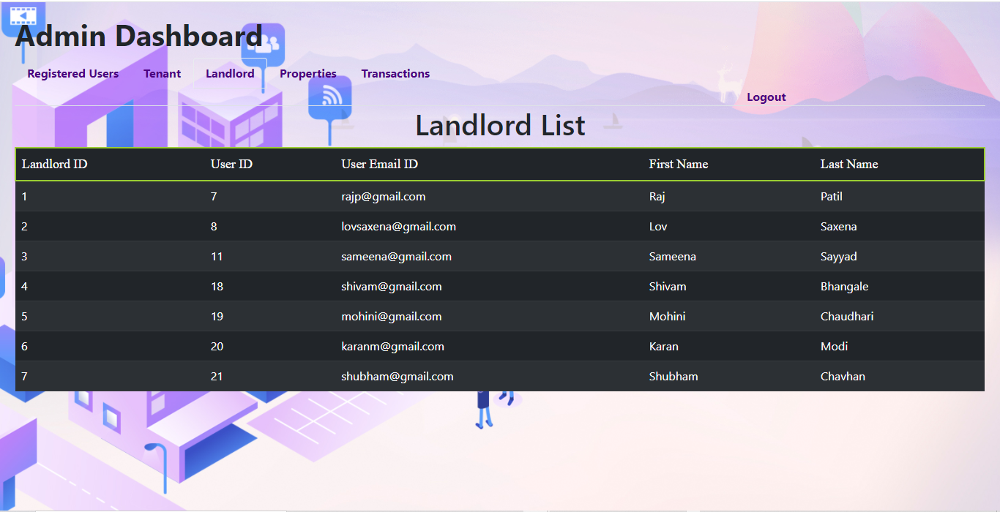 Admin Dashboard
Registered Users Tenant Landlord Properties Transactions
Logout
Landlord List
Landlord ID User ID User Email ID First Name Last Name
1 7 rajp@gmail.com Raj Patil
2 8 lovsaxena@gmail.com Lov Saxena
3 11 sameena@gmail.com Sameena Sayyad
4 18 shivam@gmail.com Shivam Bhangale
5 19 mohini@gmail.com Mohini Chaudhari
6 20 karanm@gmail.com Karan Modi
7 21 shubham@gmail.com Shubham Chavhan